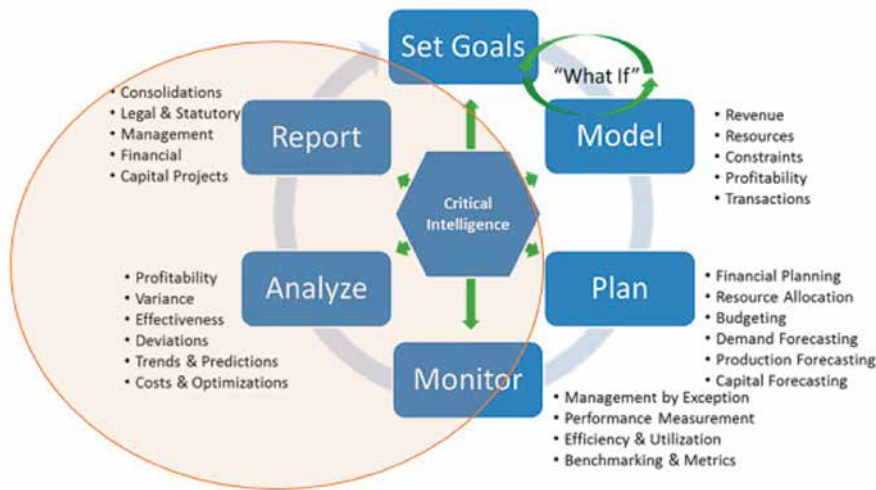 Set Goals
"What If"
• Consolidations
• Legal & Statutory
• Management
• Financial
• Capital Projects
Report
Model
• Revenue
• Resources
• Constraints
• Profitability
• Transactions
Critical
Intelligence
• Profitability
• Variance
• Effectiveness
• Deviations
• Trends & Predictions
• Costs & Optimizations
Analyze
Plan
• Financial Planning
• Resource Allocation
• Budgeting
• Demand Forecasting
• Production Forecasting
• Capital Forecasting
Monitor
• Management by Exception
• Performance Measurement
• Efficiency & Utilization
• Benchmarking & Metrics